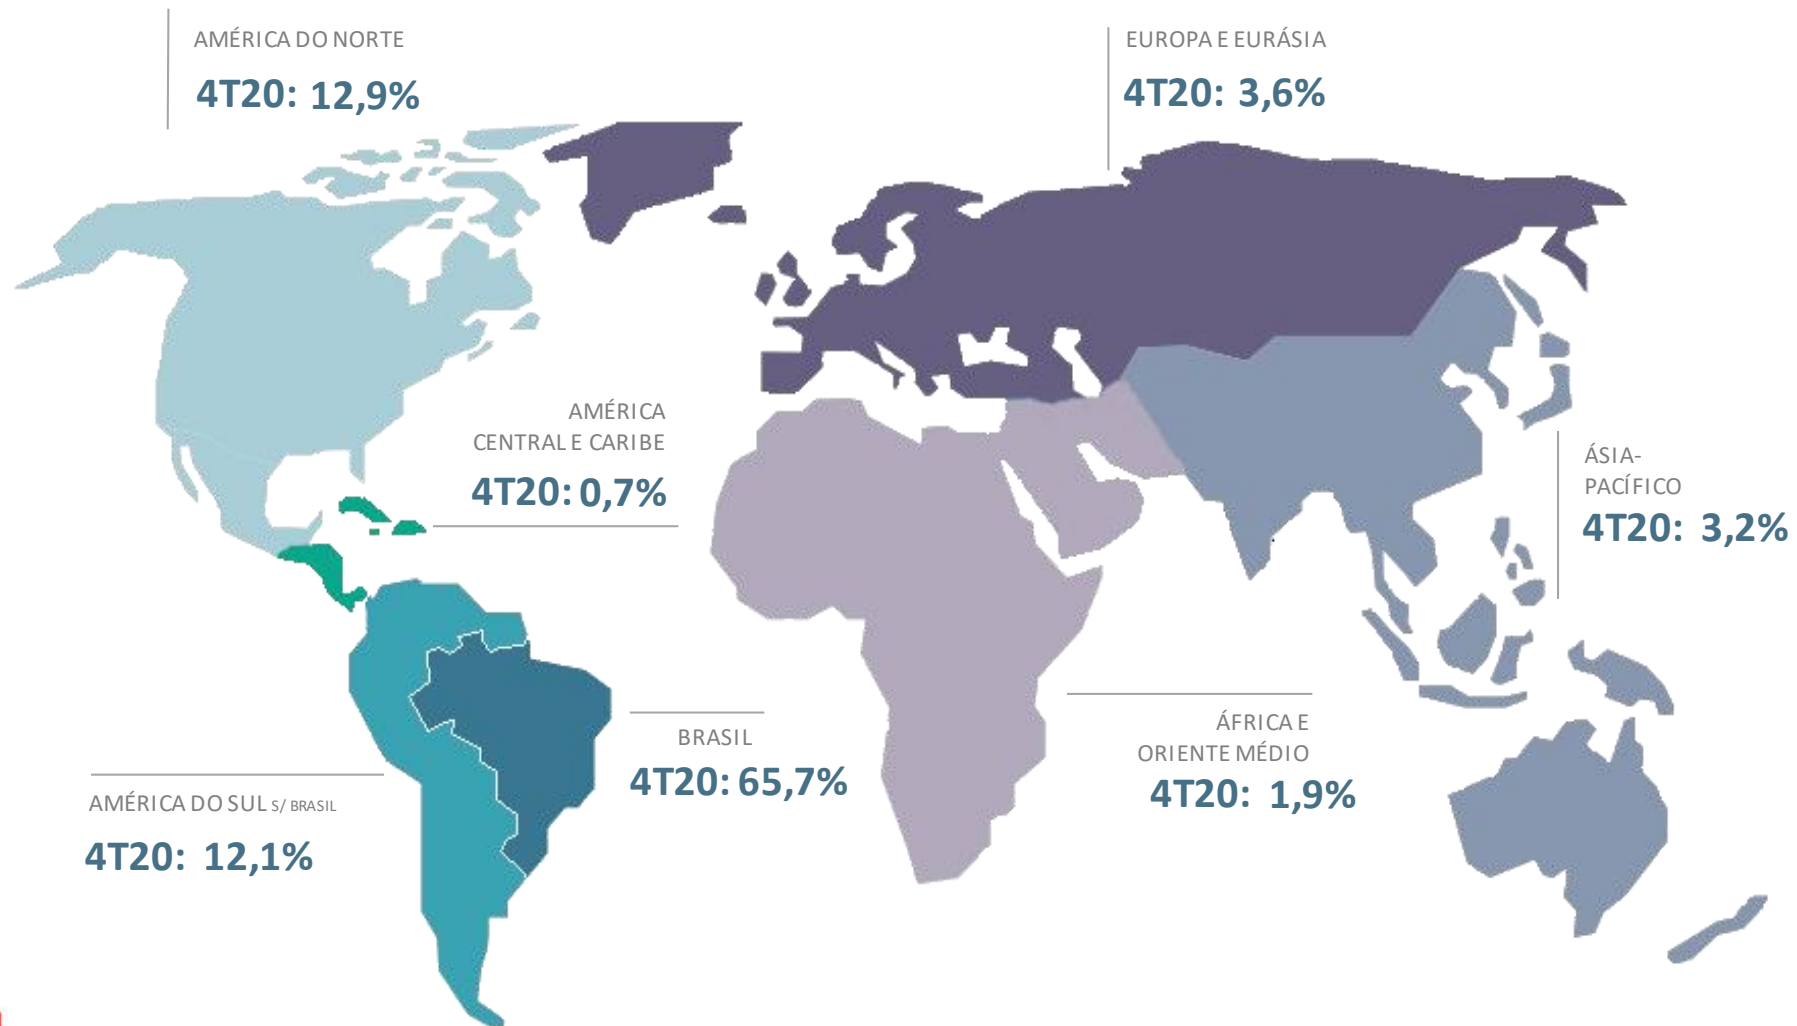 AMÉRICA DO NORTE
4T20: 12,9%
EUROPA E EURÁSIA
4T20: 3,6%
AMÉRICA
CENTRAL E CARIBE
4T20: 0,7%
ÁSIA-
PACÍFICO
4T20: 3,2%
BRASIL
4T20: 65,7%
ÁFRICA E
ORIENTE MÉDIO
4T20: 1,9%
AMÉRICA DO SUL S/ BRASIL
4T20: 12,1%